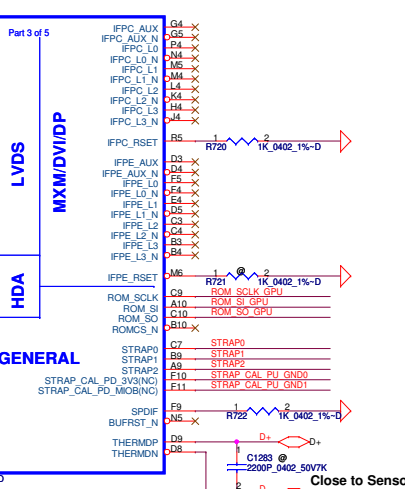 Part 3 of 5
LVDS
MXM/DVI/DP
HDA
GENERAL
IFPC_AUX G4
IFPC_AUX_N G5
IFPC_L0 P4
IFPC_L0_N N4
IFPC_L1 M5
IFPC_L1_N M4
IFPC_L2 L4
IFPC_L2_N K4
IFPC_L3 H4
IFPC_L3_N J4
IFPC_RSET R5 1 2
R720 1K_0402_1%~D
IFPE_AUX D3
IFPE_AUX_N D4
IFPE_L0 F5
IFPE_L0_N F4
IFPE_L1 E4
IFPE_L1_N D5
IFPE_L2 C3
IFPE_L2_N C4
IFPE_L3 B3
IFPE_L3_N B4
IFPE_RSET M6 1 @ 2
R721 1K_0402_1%~D
ROM_SCLK C9 ROM_SCLK_GPU
ROM_SI A10 ROM_SI_GPU
ROM_SO C10 ROM_SO_GPU
ROMCS_N B10
STRAP0 C7 STRAP0
STRAP1 B9 STRAP1
STRAP2 A9 STRAP2
STRAP_CAL_PD_3V3(NC) F10 STRAP_CAL_PU_GND0
STRAP_CAL_PD_MIOB(NC) F11 STRAP_CAL_PU_GND1
SPDIF F9 1 2
R722 1K_0402_1%~D
BUFRST_N N5
THERMDP D9 D+ D+
THERMDN D8
1
C1283 @
2200P_0402_50V7K
2
Close to Senso